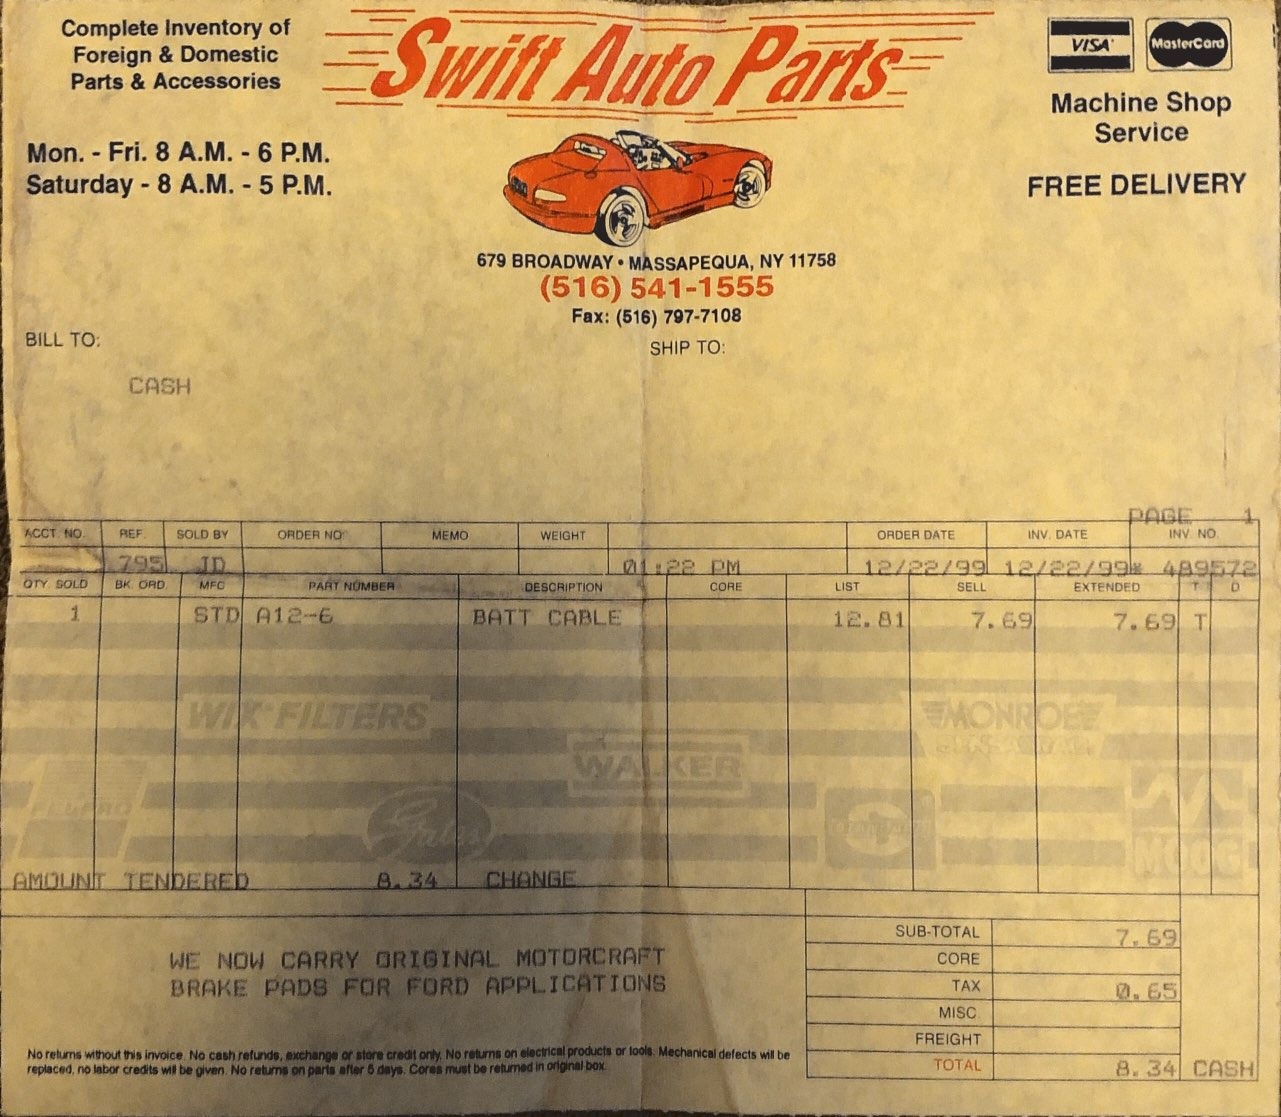 Complete Inventory of
Foreign & Domestic
Parts & Accessories
Swift Auto Parts
VISA
MasterCard
Machine Shop
Service
Mon. - Fri. 8 A.M. - 6 P.M.
Saturday - 8 A.M. - 5 P.M.
FREE DELIVERY
679 BROADWAY • MASSAPEQUA, NY 11758
(516) 541-1555
Fax: (516) 797-7108
BILL TO:
SHIP TO:
CASH
PAGE 1
ACCT. NO. REF. SOLD BY ORDER NO. MEMO WEIGHT ORDER DATE INV. DATE INV. NO.
795 JD 01:22 PM 12/22/99 12/22/99* 489572
QTY. SOLD BK. ORD. MFC PART NUMBER DESCRIPTION CORE LIST SELL EXTENDED T D
1 STD A12-6 BATT CABLE 12.81 7.69 7.69 T
WIX FILTERS
MONROE
WALKER
FELPRO
Gates
MOOG
AMOUNT TENDERED 8.34 CHANGE
SUB-TOTAL 7.69
WE NOW CARRY ORIGINAL MOTORCRAFT
CORE
BRAKE PADS FOR FORD APPLICATIONS
TAX 0.65
MISC.
FREIGHT
No returns without this invoice. No cash refunds, exchange or store credit only. No returns on electrical products or tools. Mechanical defects will be
replaced, no labor credits will be given. No returns on parts after 5 days. Cores must be returned in original box.
TOTAL 8.34 CASH